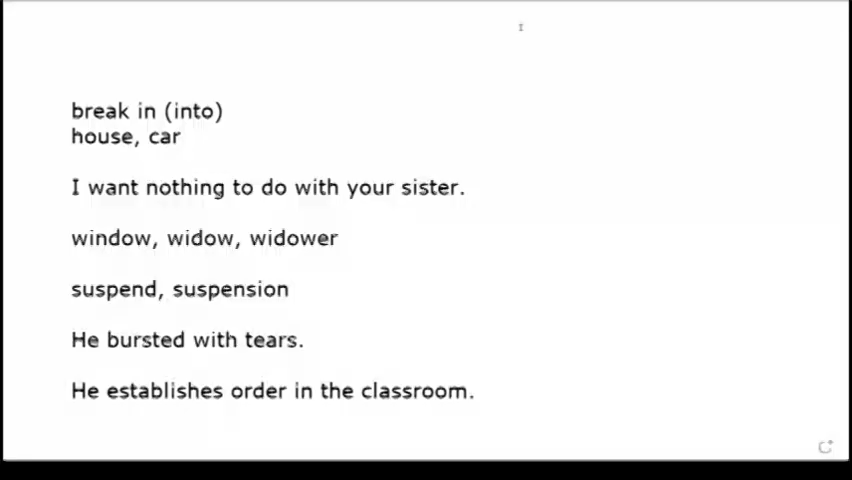 break in (into)
house, car
I want nothing to do with your sister.
window, widow, widower
suspend, suspension
He bursted with tears.
He establishes order in the classroom.